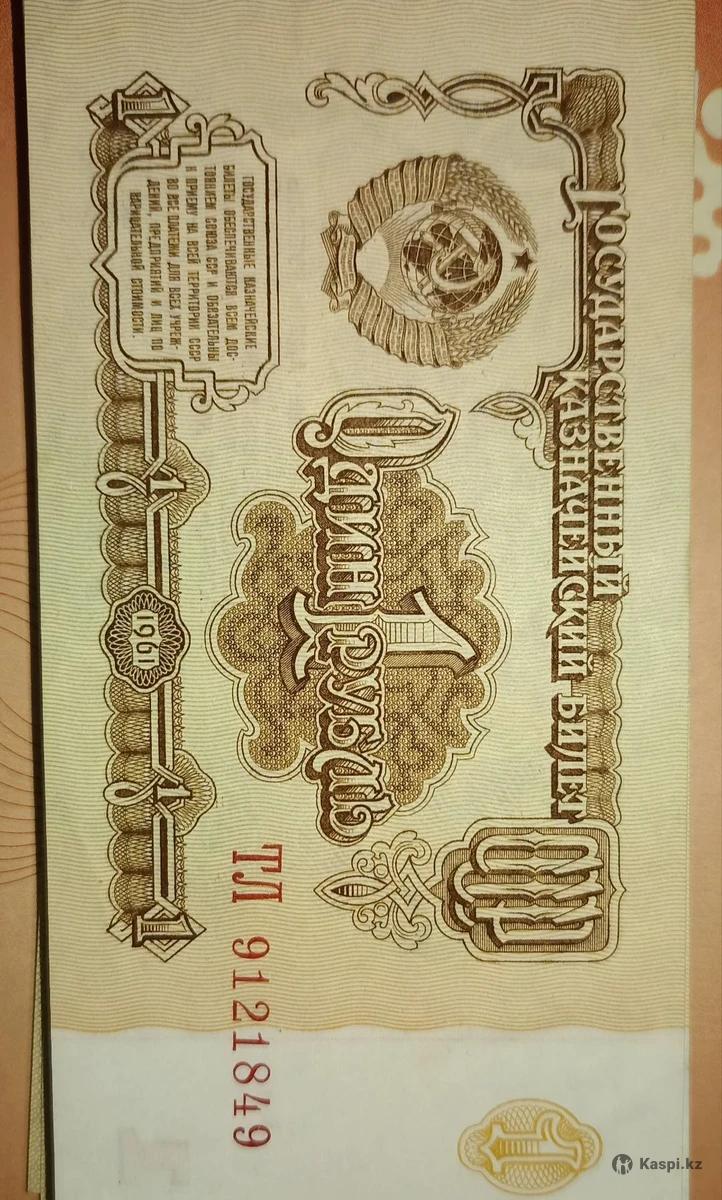 ГОСУДАРСТВЕННЫЙ
КАЗНАЧЕЙСКИЙ БИЛЕТ
СССР
ОДИН РУБЛЬ
1
ТЛ 9121849
ГОСУДАРСТВЕННЫЕ КАЗНАЧЕЙСКИЕ
БИЛЕТЫ ОБЕСПЕЧИВАЮТСЯ ВСЕМ ДОС-
ТОЯНИЕМ СОЮЗА ССР И ОБЯЗАТЕЛЬНЫ
К ПРИЕМУ НА ВСЕЙ ТЕРРИТОРИИ СССР
ВО ВСЕ ПЛАТЕЖИ ДЛЯ ВСЕХ УЧРЕЖ-
ДЕНИЙ, ПРЕДПРИЯТИЙ И ЛИЦ ПО
НАРИЦАТЕЛЬНОЙ СТОИМОСТИ.
1 1 1961 1 1
1
Kaspi.kz